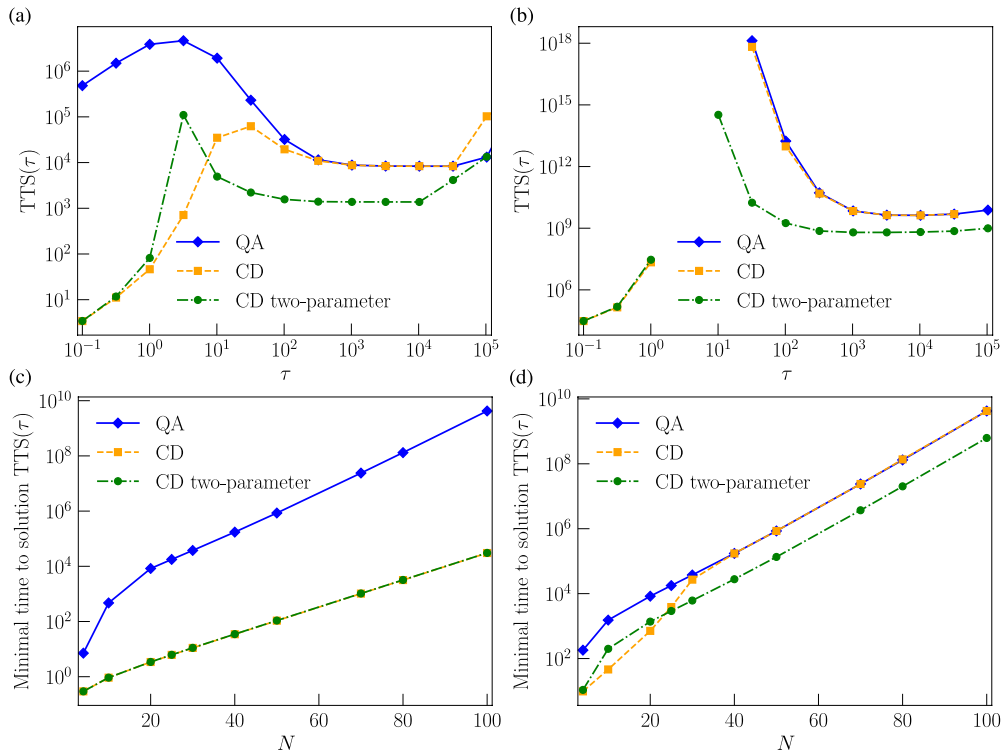 (a)
TTS(τ)
10^6
10^5
10^4
10^3
10^2
10^1
QA
CD
CD two-parameter
10^−1 10^0 10^1 10^2 10^3 10^4 10^5
τ
(b)
TTS(τ)
10^18
10^15
10^12
10^9
10^6
QA
CD
CD two-parameter
10^−1 10^0 10^1 10^2 10^3 10^4 10^5
τ
(c)
Minimal time to solution TTS(τ)
10^10
10^8
10^6
10^4
10^2
10^0
QA
CD
CD two-parameter
20 40 60 80 100
N
(d)
Minimal time to solution TTS(τ)
10^10
10^8
10^6
10^4
10^2
QA
CD
CD two-parameter
20 40 60 80 100
N